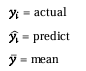 yᵢ = actual
ŷᵢ = predict
ȳ = mean